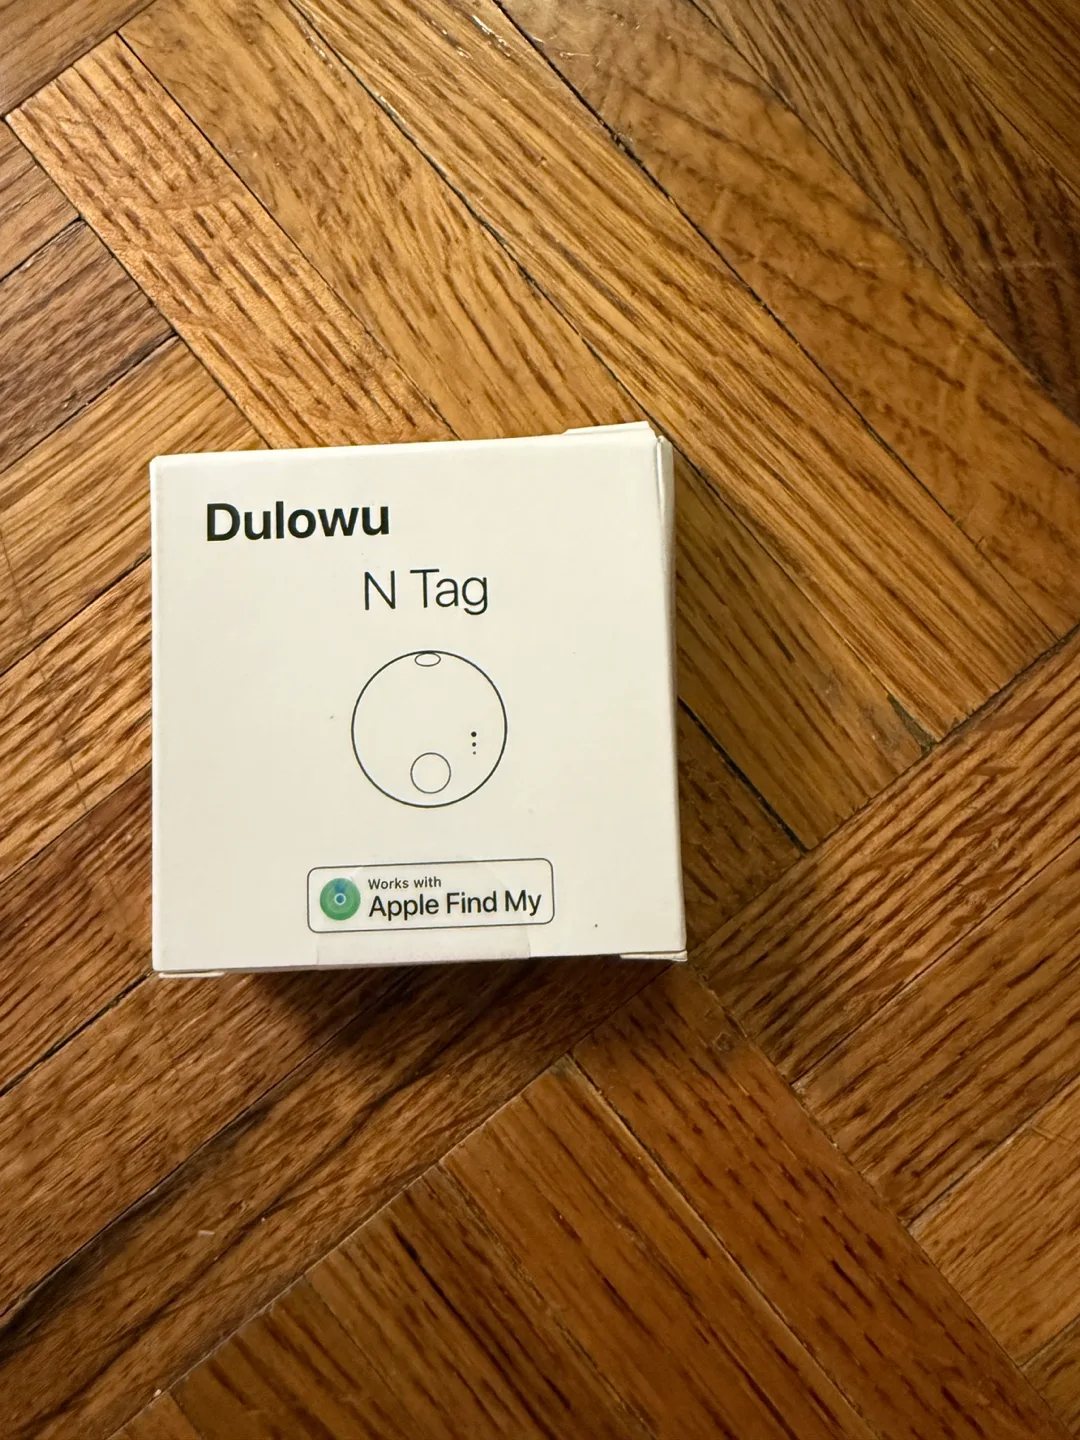 Dulowu
N Tag
Works with
Apple Find My